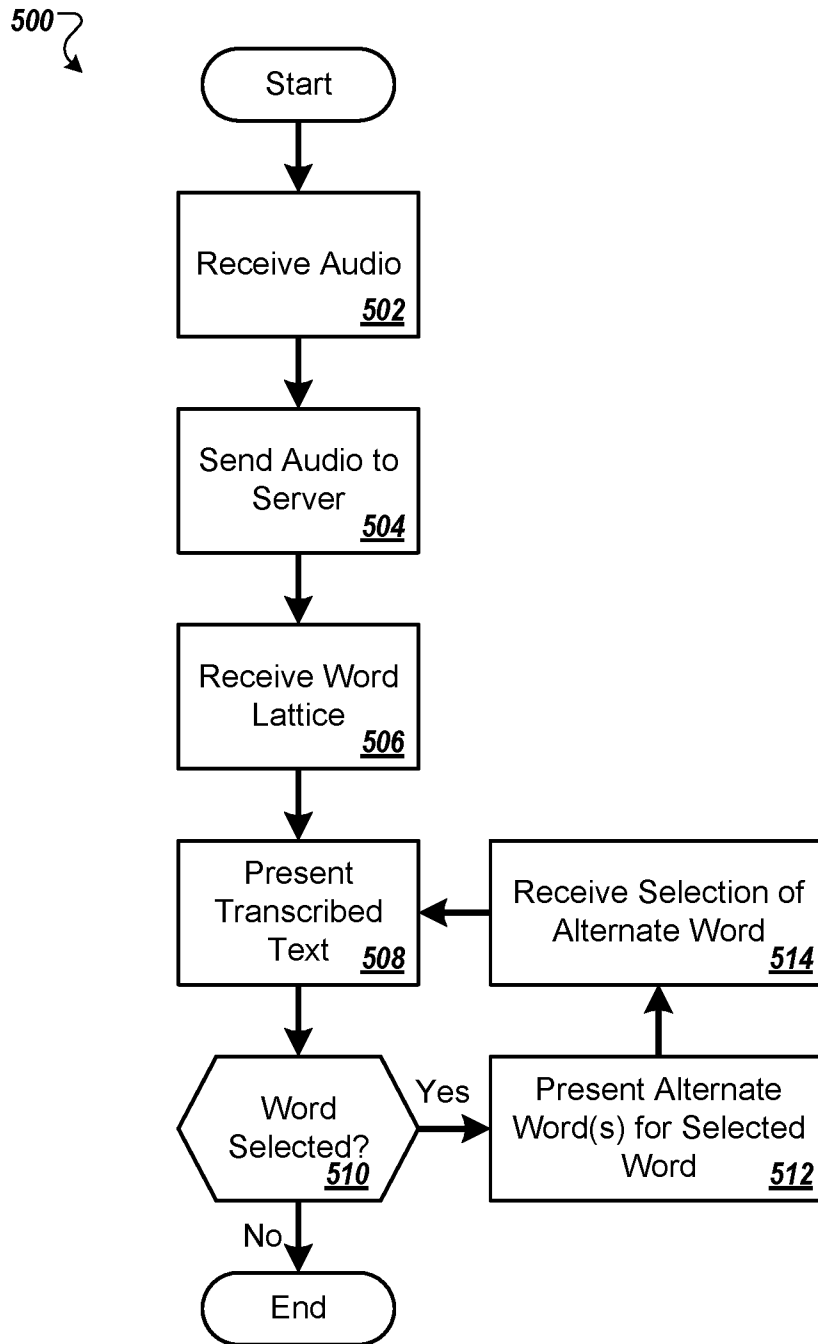 500
Start
Receive Audio
502
Send Audio to
Server
504
Receive Word
Lattice
506
Present
Transcribed
Text
508
Receive Selection of
Alternate Word
514
Word
Selected?
510
Yes
Present Alternate
Word(s) for Selected
Word
512
No
End